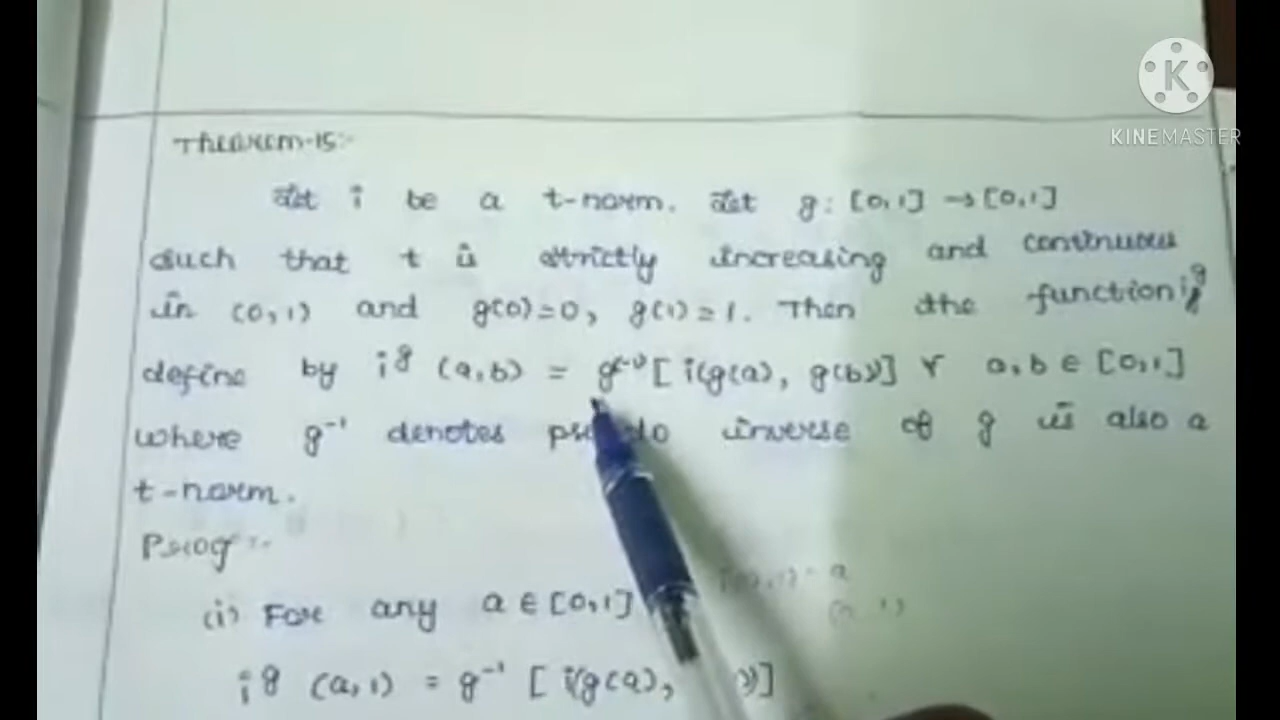 KINEMASTER
Theorem-15:-
Let i be a t-norm. Let g: [0,1] → [0,1]
such that t is strictly increasing and continuous
in (0,1) and g(0)=0, g(1)=1. Then the function i^g
define by i^g (a,b) = g^(-1) [ i(g(a), g(b))] ∀ a,b ∈ [0,1]
where g^-1 denotes inverse of g is also a
t-norm.
Proof :-
(i) For any a ∈ [0,1]
i^g (a,1) = g^-1 [ i(g(a), )]